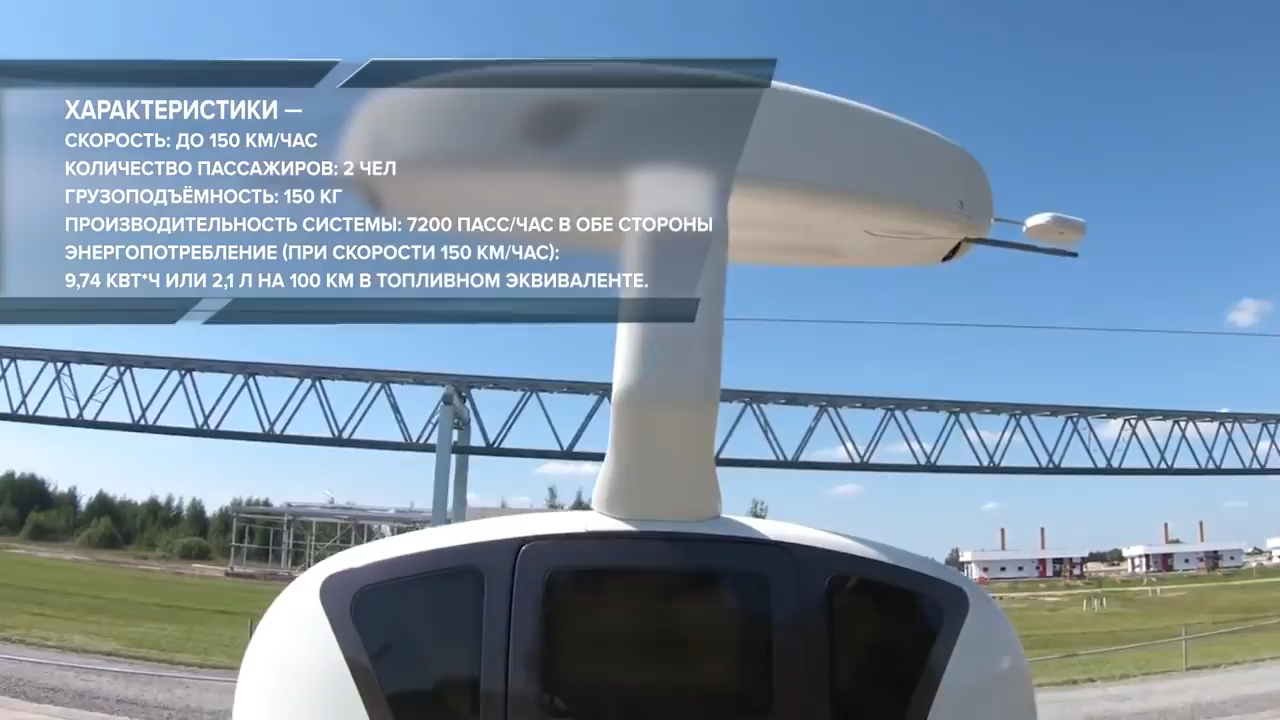 ХАРАКТЕРИСТИКИ —
СКОРОСТЬ: ДО 150 КМ/ЧАС
КОЛИЧЕСТВО ПАССАЖИРОВ: 2 ЧЕЛ
ГРУЗОПОДЪЁМНОСТЬ: 150 КГ
ПРОИЗВОДИТЕЛЬНОСТЬ СИСТЕМЫ: 7200 ПАСС/ЧАС В ОБЕ СТОРОНЫ
ЭНЕРГОПОТРЕБЛЕНИЕ (ПРИ СКОРОСТИ 150 КМ/ЧАС):
9,74 КВТ*Ч ИЛИ 2,1 Л НА 100 КМ В ТОПЛИВНОМ ЭКВИВАЛЕНТЕ.